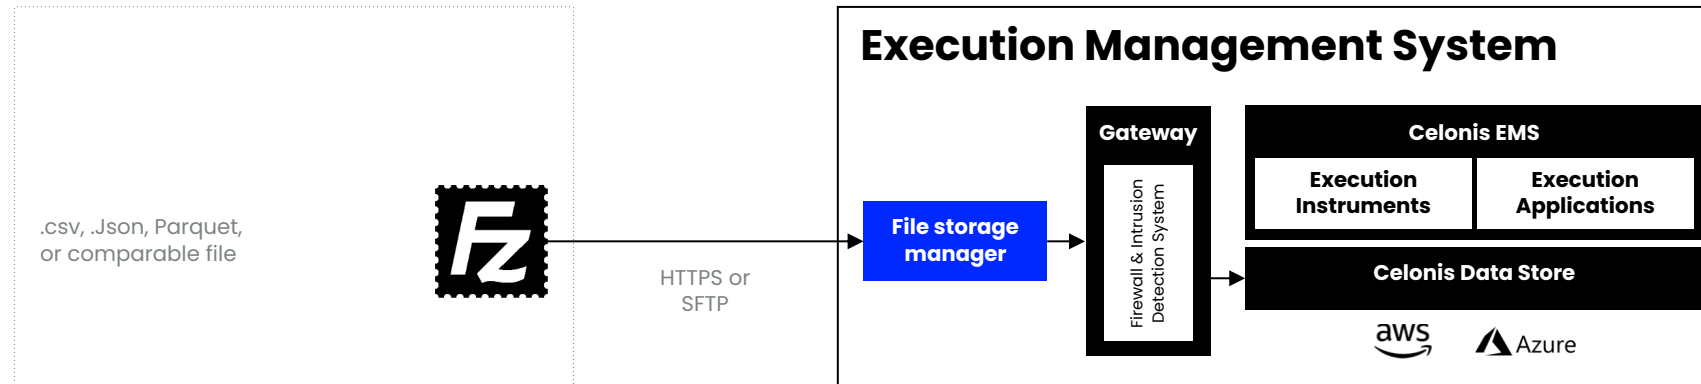 Execution Management System
.csv, .Json, Parquet,
or comparable file
Fz
HTTPS or
SFTP
File storage
manager
Gateway
Firewall & Intrusion
Detection System
Celonis EMS
Execution
Instruments
Execution
Applications
Celonis Data Store
aws
Azure